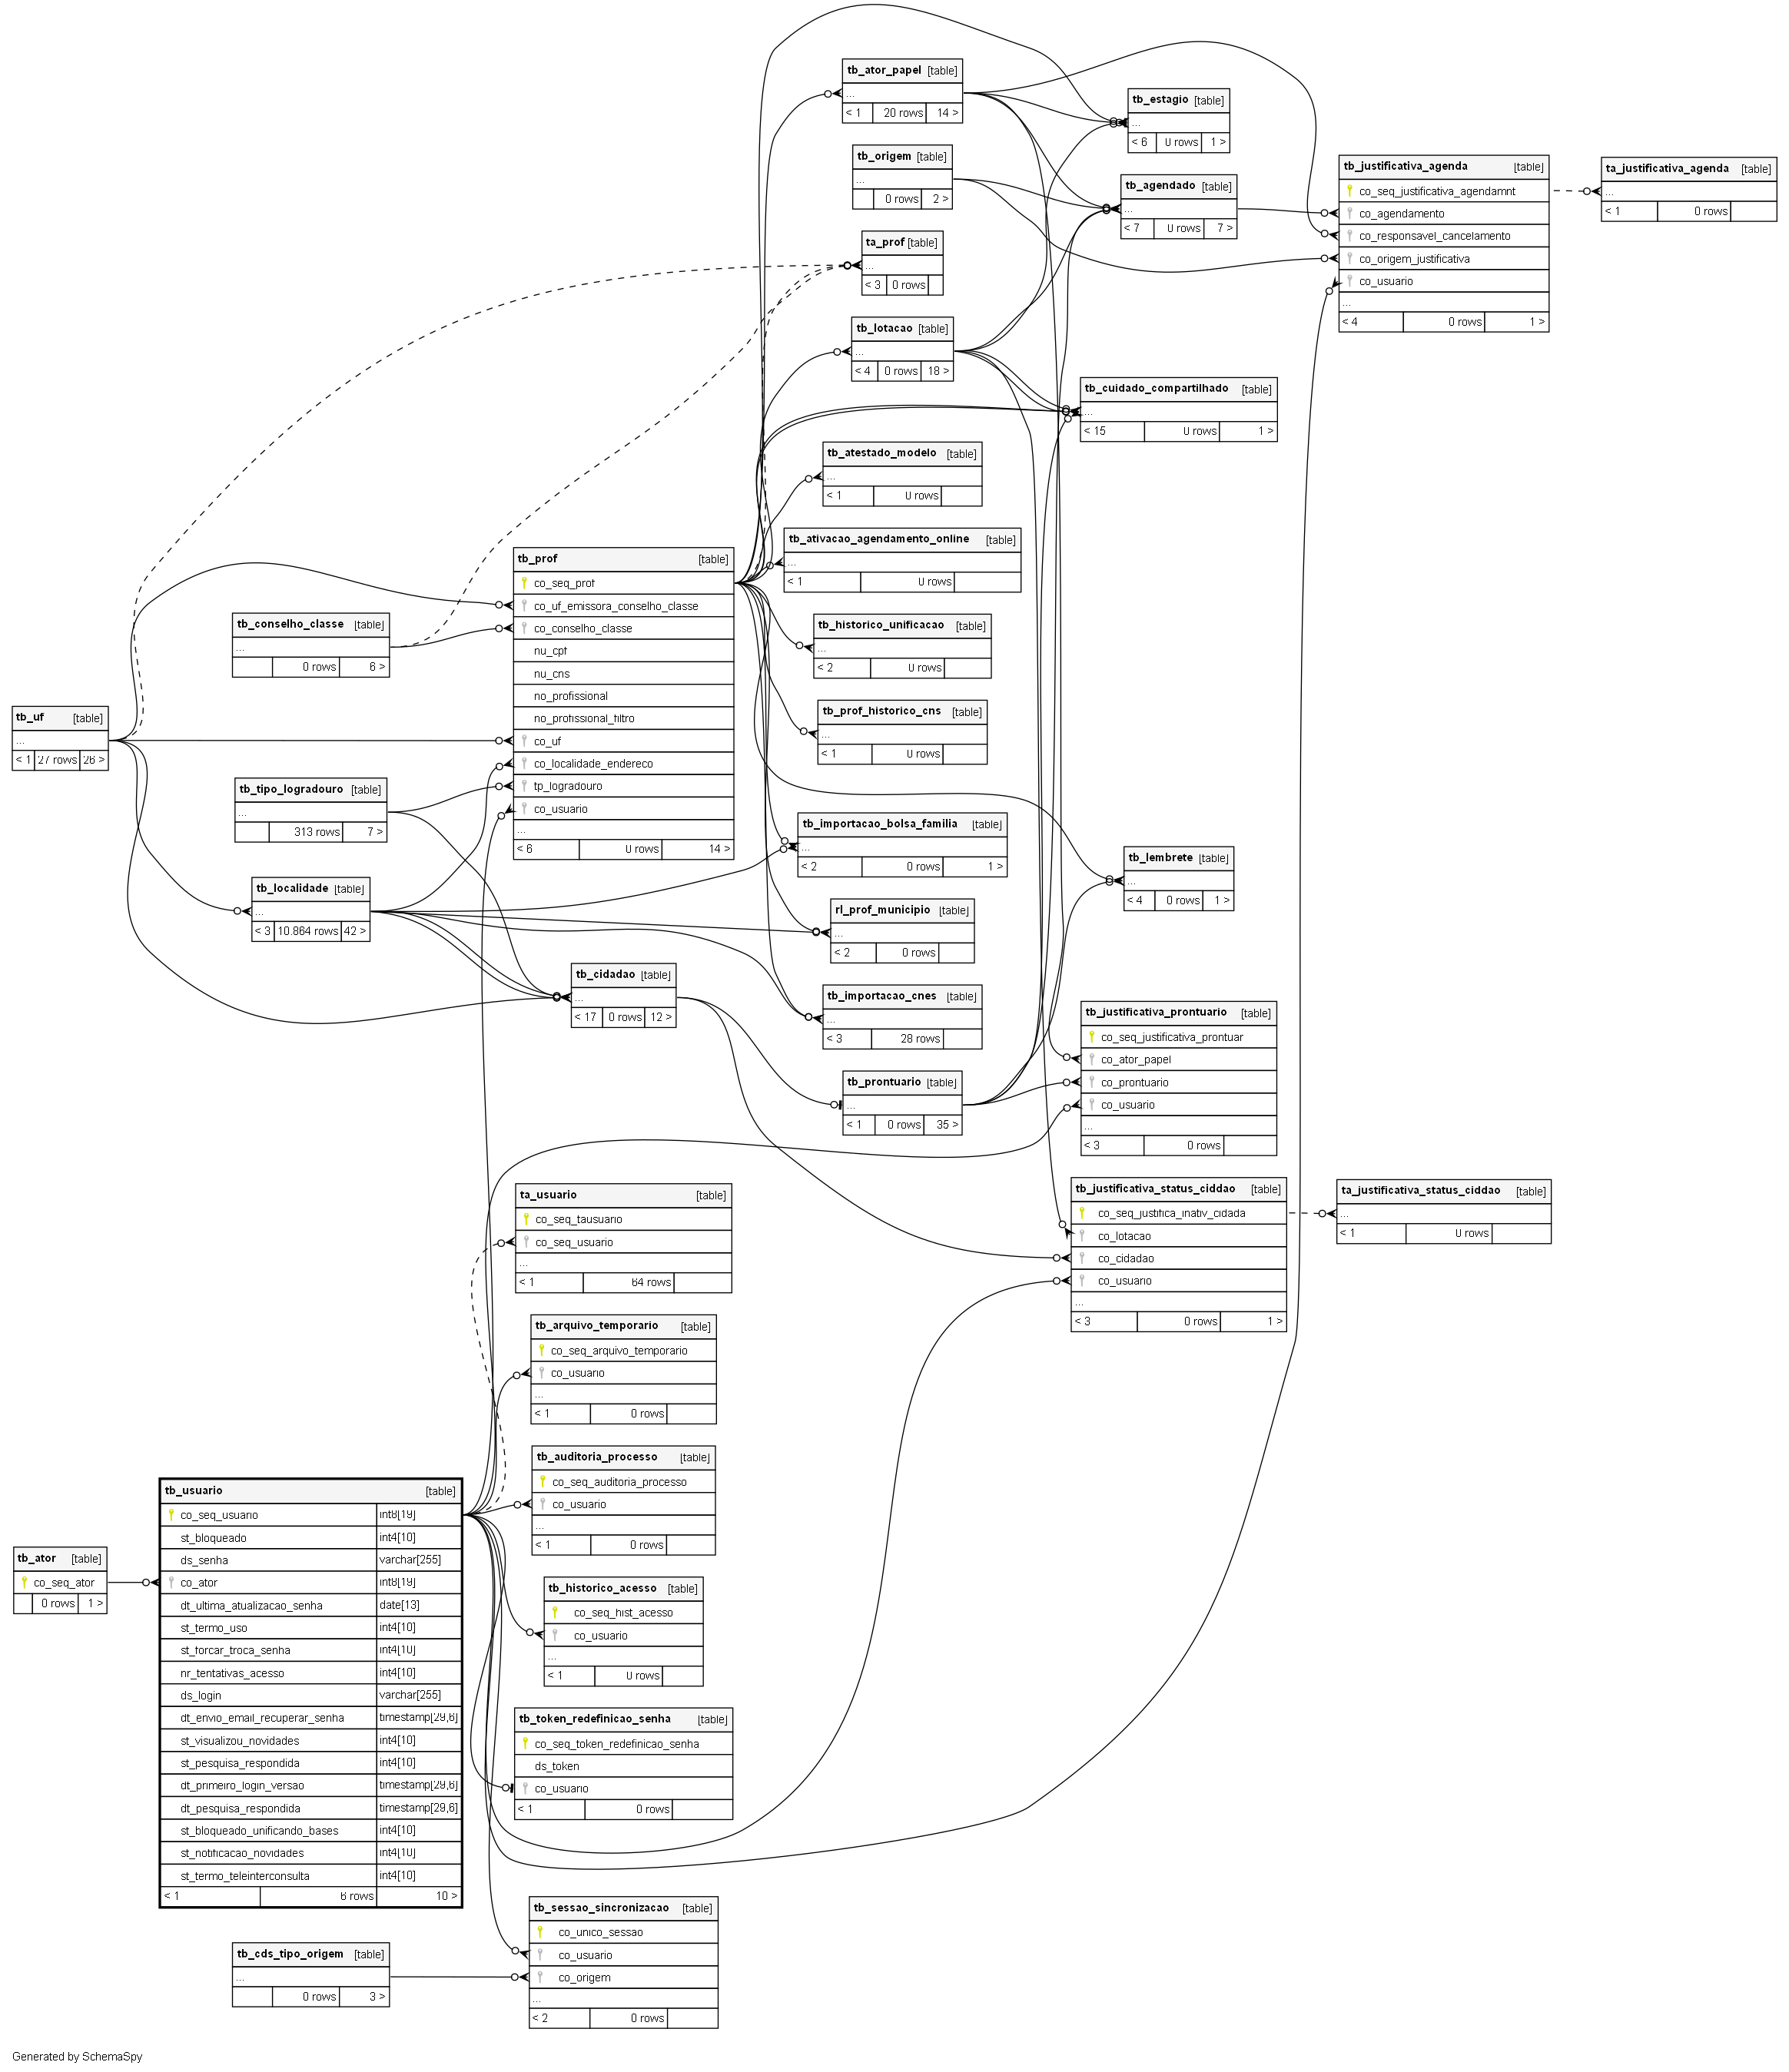 tb_ator_papel [table]
...
< 1 20 rows 14 >
tb_estagio [table]
...
< 6 0 rows 1 >
tb_origem [table]
...
0 rows 2 >
tb_justificativa_agenda [table]
co_seq_justificativa_agendamnt
co_agendamento
co_responsavel_cancelamento
co_origem_justificativa
co_usuario
...
< 4 0 rows 1 >
ta_justificativa_agenda [table]
...
< 1 0 rows
tb_agendado [table]
...
< 7 0 rows 7 >
ta_prof [table]
...
< 3 0 rows
tb_lotacao [table]
...
< 4 0 rows 18 >
tb_cuidado_compartilhado [table]
...
< 15 0 rows 1 >
tb_atestado_modelo [table]
...
< 1 0 rows
tb_ativacao_agendamento_online [table]
...
< 1 0 rows
tb_prof [table]
co_seq_prof
co_uf_emissora_conselho_classe
co_conselho_classe
nu_cpf
nu_cns
no_profissional
no_profissional_filtro
co_uf
co_localidade_endereco
tp_logradouro
co_usuario
...
< 6 0 rows 14 >
tb_conselho_classe [table]
...
0 rows 6 >
tb_historico_unificacao [table]
...
< 2 0 rows
tb_prof_historico_cns [table]
...
< 1 0 rows
tb_uf [table]
...
< 1 27 rows 26 >
tb_tipo_logradouro [table]
...
313 rows 7 >
tb_importacao_bolsa_familia [table]
...
< 2 0 rows 1 >
tb_lembrete [table]
...
< 4 0 rows 1 >
tb_localidade [table]
...
< 3 10.864 rows 42 >
rl_prof_municipio [table]
...
< 2 0 rows
tb_cidadao [table]
...
< 17 0 rows 12 >
tb_importacao_cnes [table]
...
< 3 28 rows
tb_justificativa_prontuario [table]
co_seq_justificativa_prontuar
co_ator_papel
co_prontuario
co_usuario
...
< 3 0 rows
tb_prontuario [table]
...
< 1 0 rows 35 >
tb_justificativa_status_ciddao [table]
co_seq_justifica_inativ_cidada
co_lotacao
co_cidadao
co_usuario
...
< 3 0 rows 1 >
ta_justificativa_status_ciddao [table]
...
< 1 0 rows
ta_usuario [table]
co_seq_tausuario
co_seq_usuario
...
< 1 64 rows
tb_arquivo_temporario [table]
co_seq_arquivo_temporario
co_usuario
...
< 1 0 rows
tb_auditoria_processo [table]
co_seq_auditoria_processo
co_usuario
...
< 1 0 rows
tb_usuario [table]
co_seq_usuario int8[19]
st_bloqueado int4[10]
ds_senha varchar[255]
co_ator int8[19]
dt_ultima_atualizacao_senha date[13]
st_termo_uso int4[10]
st_forcar_troca_senha int4[10]
nr_tentativas_acesso int4[10]
ds_login varchar[255]
dt_envio_email_recuperar_senha timestamp[29,6]
st_visualizou_novidades int4[10]
st_pesquisa_respondida int4[10]
dt_primeiro_login_versao timestamp[29,6]
dt_pesquisa_respondida timestamp[29,6]
st_bloqueado_unificando_bases int4[10]
st_notificacao_novidades int4[10]
st_termo_teleinterconsulta int4[10]
< 1 6 rows 10 >
tb_ator [table]
co_seq_ator
0 rows 1 >
tb_historico_acesso [table]
co_seq_hist_acesso
co_usuario
...
< 1 0 rows
tb_token_redefinicao_senha [table]
co_seq_token_redefinicao_senha
ds_token
co_usuario
< 1 0 rows
tb_sessao_sincronizacao [table]
co_unico_sessao
co_usuario
co_origem
...
< 2 0 rows
tb_cds_tipo_origem [table]
...
0 rows 3 >
Generated by SchemaSpy